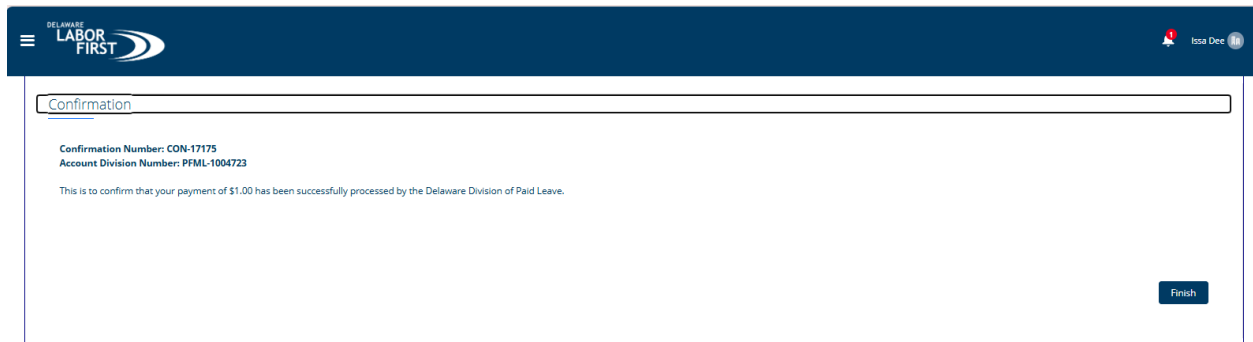 DELAWARE
LABOR
FIRST
1
Issa Dee
Confirmation
Confirmation Number: CON-17175
Account Division Number: PFML-1004723
This is to confirm that your payment of $1.00 has been successfully processed by the Delaware Division of Paid Leave.
Finish